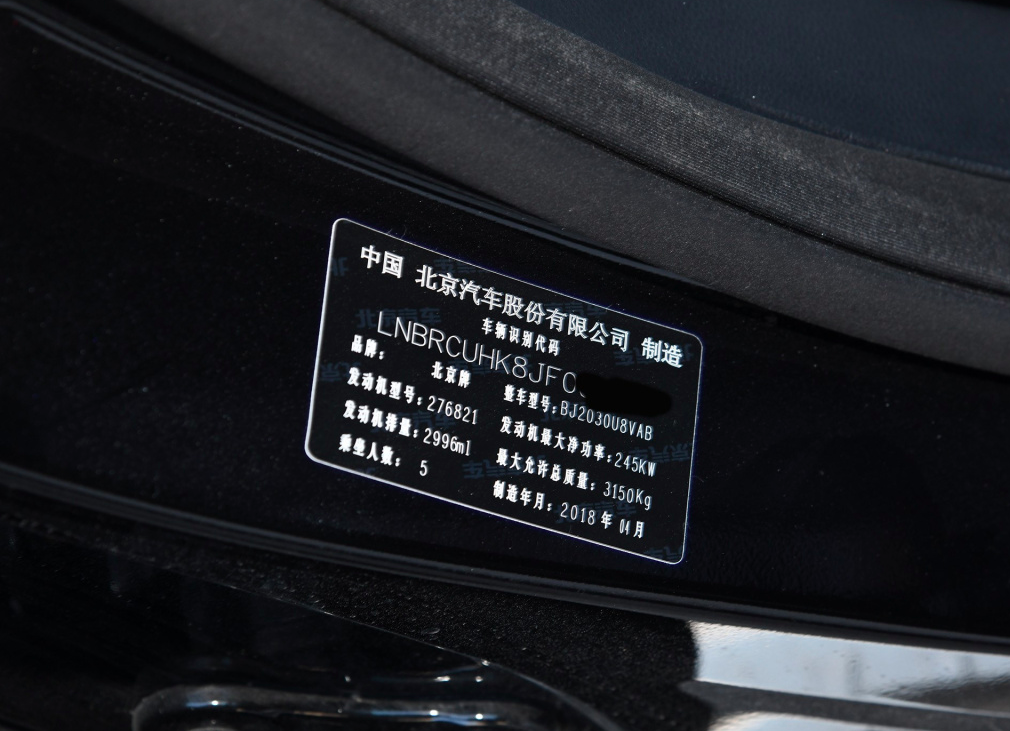 中国 北京汽车股份有限公司 制造
车辆识别代码
LNBRCUHK8JF0
品牌： 北京牌 整车型号：BJ2030U8VAB
发动机型号：276821 发动机最大净功率：245KW
发动机排量：2996ml 最大允许总质量：3150Kg
乘坐人数： 5 制造年月：2018年 04月